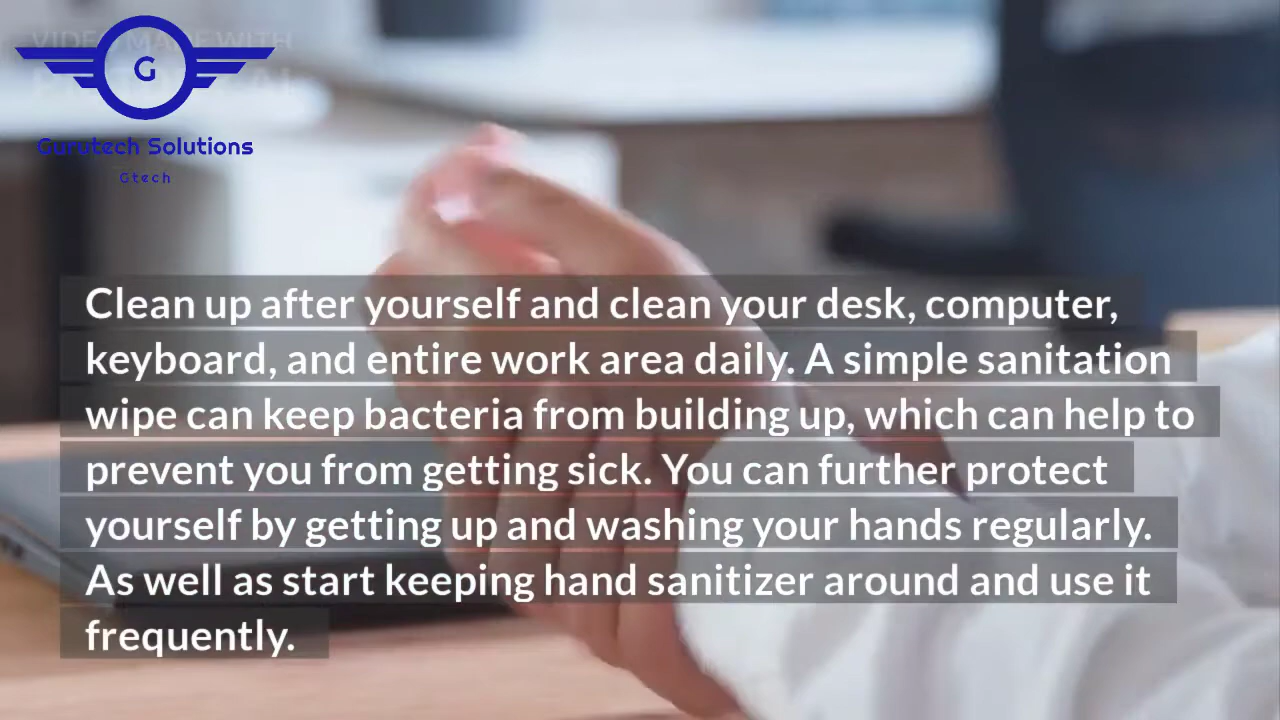 VIDEO MADE WITH
G
Gurutech Solutions
Gtech
Clean up after yourself and clean your desk, computer,
keyboard, and entire work area daily. A simple sanitation
wipe can keep bacteria from building up, which can help to
prevent you from getting sick. You can further protect
yourself by getting up and washing your hands regularly.
As well as start keeping hand sanitizer around and use it
frequently.